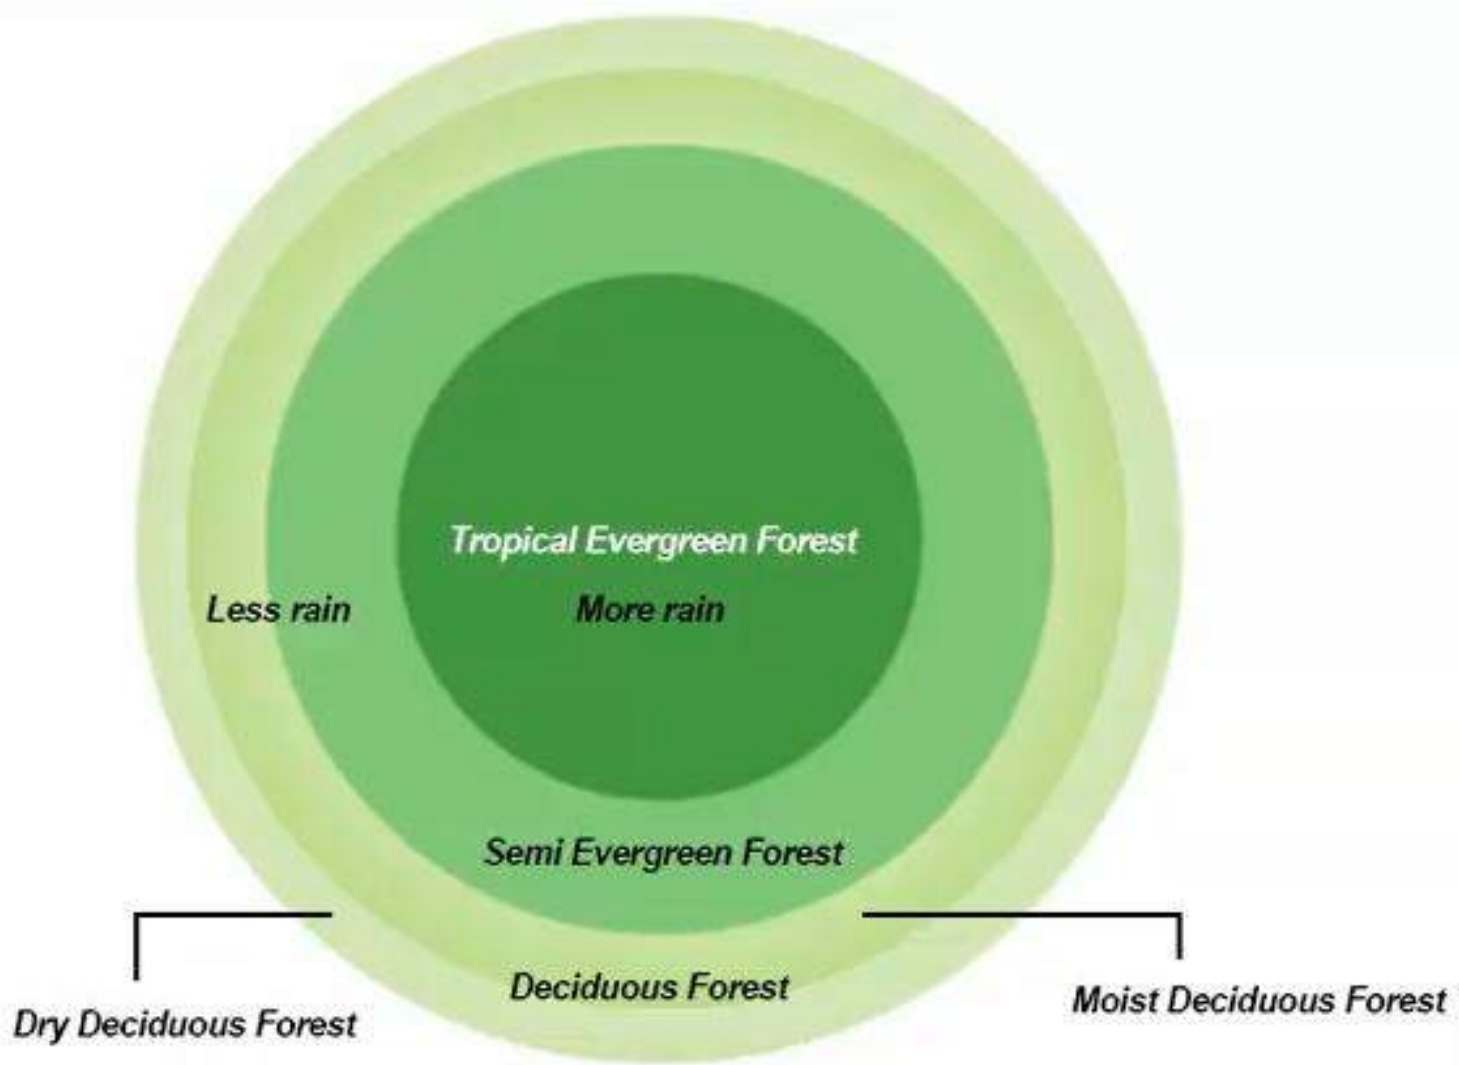 Tropical Evergreen Forest
Less rain
More rain
Semi Evergreen Forest
Deciduous Forest
Dry Deciduous Forest
Moist Deciduous Forest